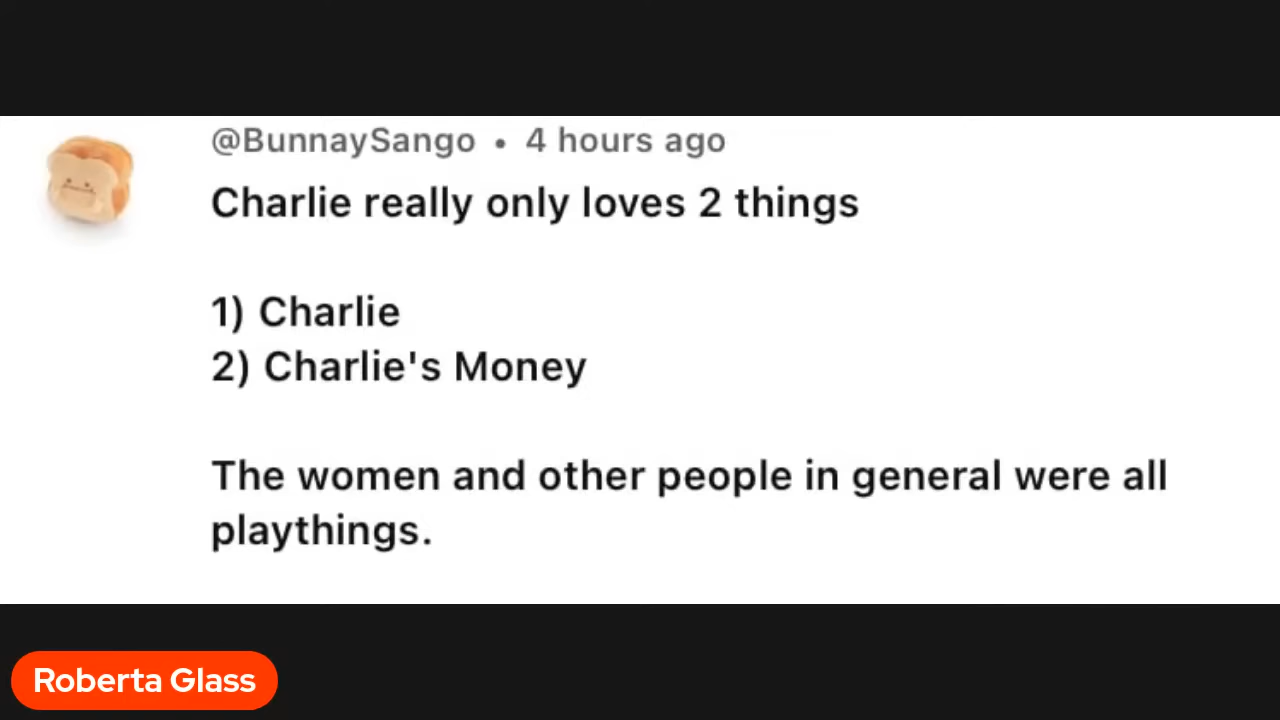 @BunnaySango • 4 hours ago
Charlie really only loves 2 things
1) Charlie
2) Charlie's Money
The women and other people in general were all
playthings.
Roberta Glass